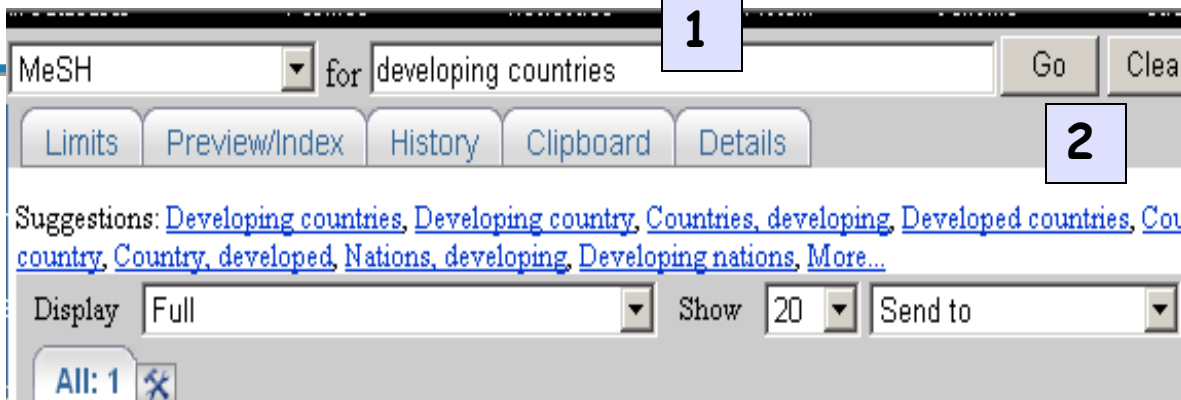 1
MeSH for developing countries Go Clea
2
Limits Preview/Index History Clipboard Details
Suggestions: Developing countries, Developing country, Countries, developing, Developed countries, Cou
country, Country, developed, Nations, developing, Developing nations, More...
Display Full Show 20 Send to
All: 1